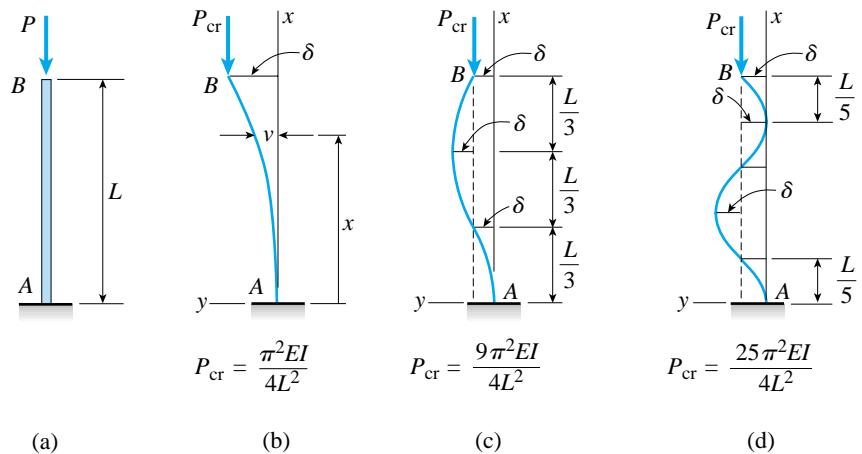 P
B
L
A
(a)
P_cr
x
δ
B
v
x
A
y
P_cr = π²EI / 4L²
(b)
P_cr
x
B
δ
L/3
δ
L/3
δ
L/3
A
y
P_cr = 9π²EI / 4L²
(c)
P_cr
x
B
δ
L/5
δ
δ
L/5
A
y
P_cr = 25π²EI / 4L²
(d)